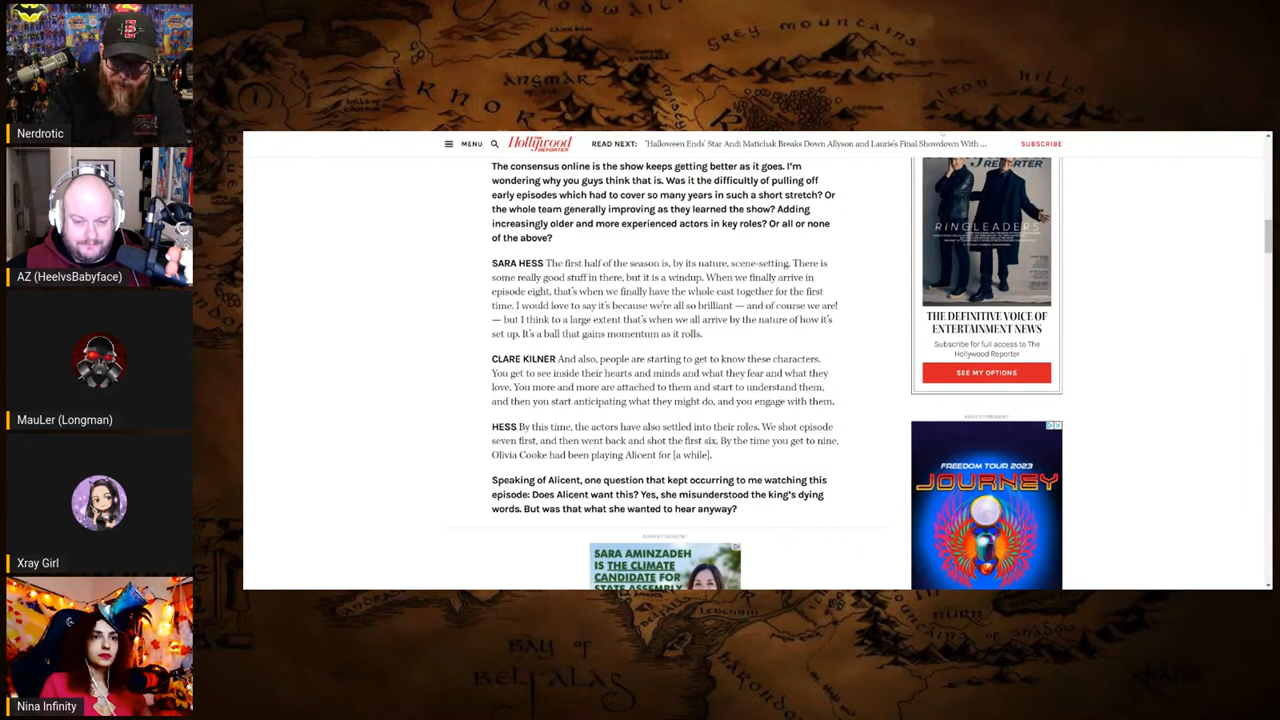 Nerdrotic
AZ (HeelvsBabyface)
MauLer (Longman)
Xray Girl
Nina Infinity
GREY MOUNTAINS
ANGMAR
IRON HILLS
MENU
THE Hollywood REPORTER
READ NEXT: 'Halloween Ends' Star Andi Matichak Breaks Down Allyson and Laurie's Final Showdown With ...
SUBSCRIBE
The consensus online is the show keeps getting better as it goes. I'm
wondering why you guys think that is. Was it the difficultly of pulling off
early episodes which had to cover so many years in such a short stretch? Or
the whole team generally improving as they learned the show? Adding
increasingly older and more experienced actors in key roles? Or all or none
of the above?
SARA HESS The first half of the season is, by its nature, scene-setting. There is
some really good stuff in there, but it is a windup. When we finally arrive in
episode eight, that's when we finally have the whole cast together for the first
time. I would love to say it's because we're all so brilliant — and of course we are!
— but I think to a large extent that's when we all arrive by the nature of how it's
set up. It's a ball that gains momentum as it rolls.
CLARE KILNER And also, people are starting to get to know these characters.
You get to see inside their hearts and minds and what they fear and what they
love. You more and more are attached to them and start to understand them,
and then you start anticipating what they might do, and you engage with them.
HESS By this time, the actors have also settled into their roles. We shot episode
seven first, and then went back and shot the first six. By the time you get to nine,
Olivia Cooke had been playing Alicent for [a while].
Speaking of Alicent, one question that kept occurring to me watching this
episode: Does Alicent want this? Yes, she misunderstood the king's dying
words. But was that what she wanted to hear anyway?
ADVERTISEMENT
SARA AMINZADEH
IS THE CLIMATE
CANDIDATE FOR
STATE ASSEMBLY
REPORTER
RINGLEADERS
THE DEFINITIVE VOICE OF
ENTERTAINMENT NEWS
Subscribe for full access to The
Hollywood Reporter
SEE MY OPTIONS
ADVERTISEMENT
FREEDOM TOUR 2023
JOURNEY
BAY OF
BELFALAS